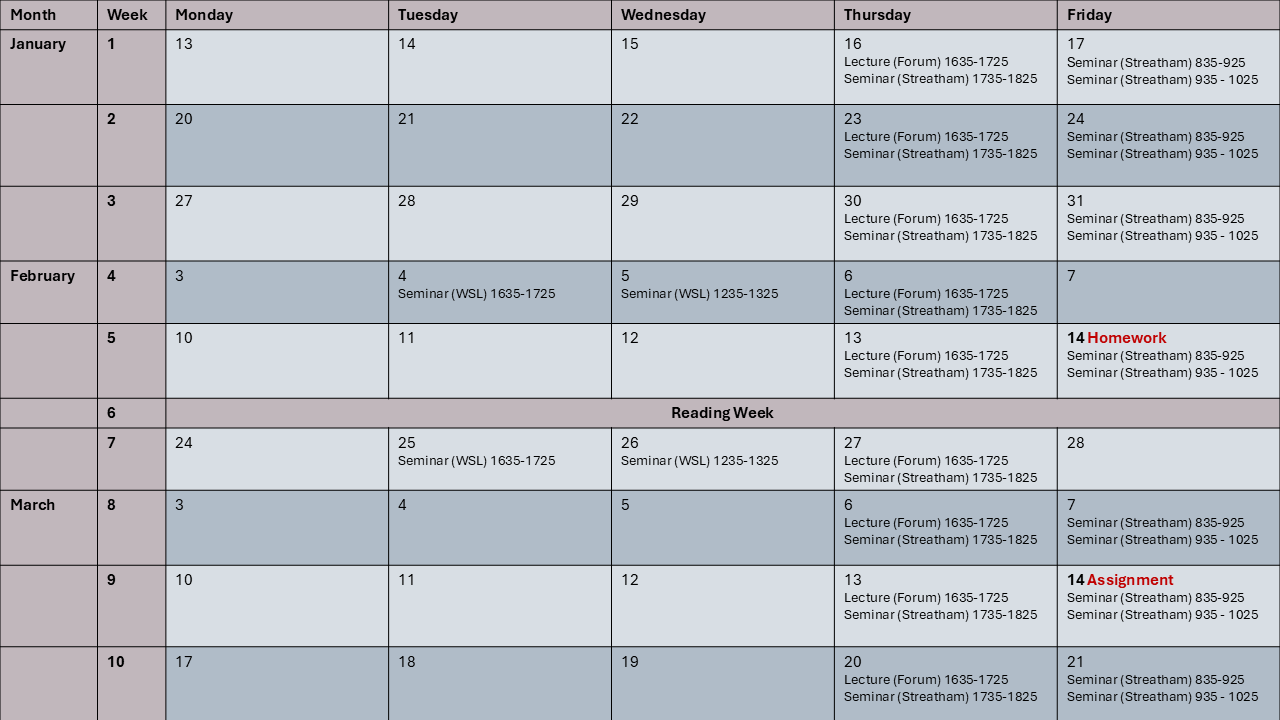 Month Week Monday Tuesday Wednesday Thursday Friday
January 1 13 14 15 16 17
Lecture (Forum) 1635-1725 Seminar (Streatham) 835-925
Seminar (Streatham) 1735-1825 Seminar (Streatham) 935 - 1025
2 20 21 22 23 24
Lecture (Forum) 1635-1725 Seminar (Streatham) 835-925
Seminar (Streatham) 1735-1825 Seminar (Streatham) 935 - 1025
3 27 28 29 30 31
Lecture (Forum) 1635-1725 Seminar (Streatham) 835-925
Seminar (Streatham) 1735-1825 Seminar (Streatham) 935 - 1025
February 4 3 4 5 6 7
Seminar (WSL) 1635-1725 Seminar (WSL) 1235-1325 Lecture (Forum) 1635-1725
Seminar (Streatham) 1735-1825
5 10 11 12 13 14 Homework
Lecture (Forum) 1635-1725 Seminar (Streatham) 835-925
Seminar (Streatham) 1735-1825 Seminar (Streatham) 935 - 1025
6 Reading Week
7 24 25 26 27 28
Seminar (WSL) 1635-1725 Seminar (WSL) 1235-1325 Lecture (Forum) 1635-1725
Seminar (Streatham) 1735-1825
March 8 3 4 5 6 7
Lecture (Forum) 1635-1725 Seminar (Streatham) 835-925
Seminar (Streatham) 1735-1825 Seminar (Streatham) 935 - 1025
9 10 11 12 13 14 Assignment
Lecture (Forum) 1635-1725 Seminar (Streatham) 835-925
Seminar (Streatham) 1735-1825 Seminar (Streatham) 935 - 1025
10 17 18 19 20 21
Lecture (Forum) 1635-1725 Seminar (Streatham) 835-925
Seminar (Streatham) 1735-1825 Seminar (Streatham) 935 - 1025